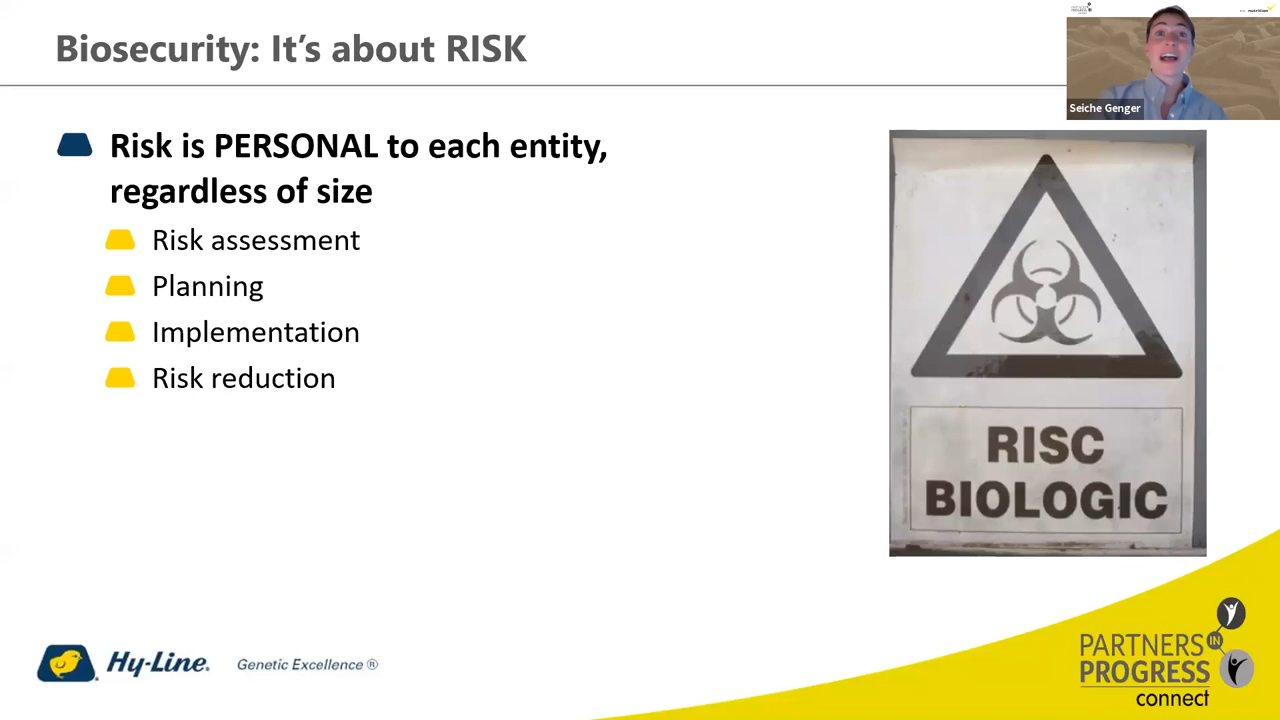 Biosecurity: It's about RISK
Seiche Genger
Risk is PERSONAL to each entity,
regardless of size
Risk assessment
Planning
Implementation
Risk reduction
RISC
BIOLOGIC
Hy-Line®
Genetic Excellence ®
PARTNERS IN
PROGRESS
connect